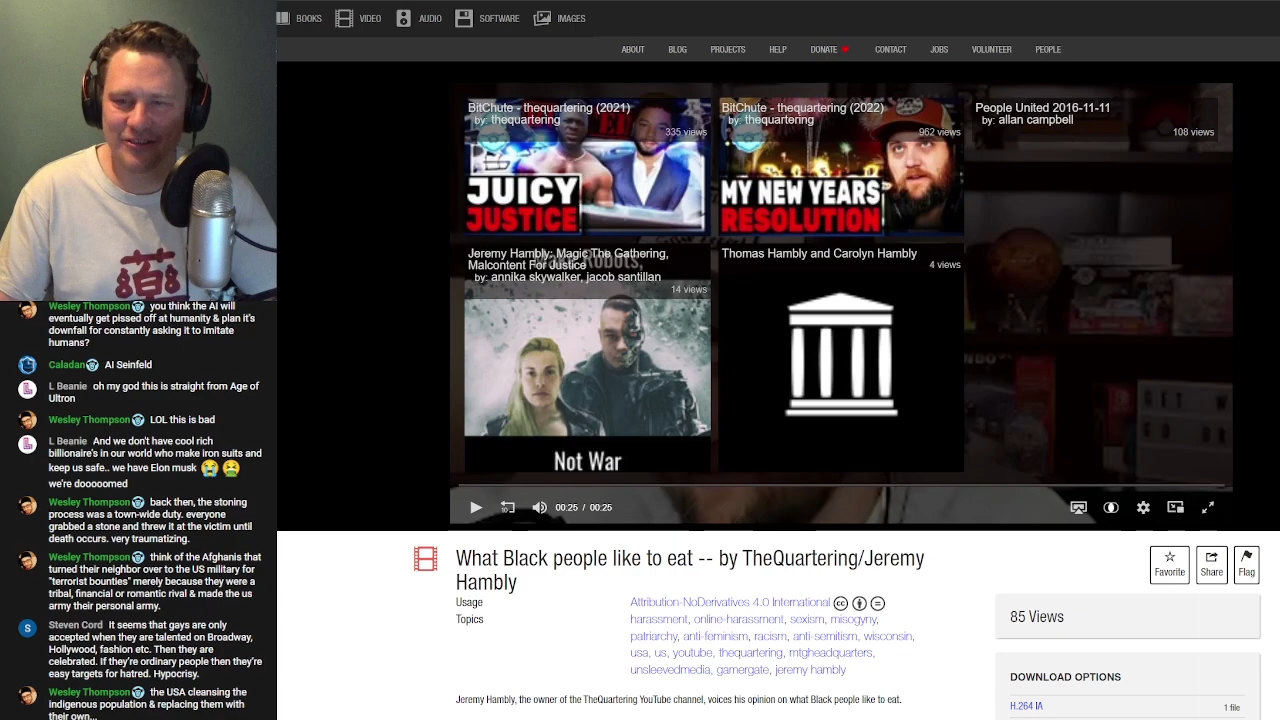 BOOKS VIDEO AUDIO SOFTWARE IMAGES
ABOUT BLOG PROJECTS HELP DONATE CONTACT JOBS VOLUNTEER PEOPLE
BitChute - thequartering (2021)
by: thequartering
335 views
JUICY
JUSTICE
BitChute - thequartering (2022)
by: thequartering
962 views
MY NEW YEARS
RESOLUTION
People United 2016-11-11
by: allan campbell
108 views
Jeremy Hambly: Magic The Gathering,
Malcontent For Justice
by: annika skywalker, jacob santillan
14 views
Not War
Thomas Hambly and Carolyn Hambly
4 views
00:25 / 00:25
What Black people like to eat -- by TheQuartering/Jeremy
Hambly
Favorite
Share
Flag
Usage
Attribution-NoDerivatives 4.0 International
Topics
harassment, online-harassment, sexism, misogyny,
patriarchy, anti-feminism, racism, anti-semitism, wisconsin,
usa, us, youtube, thequartering, mtgheadquarters,
unsleevedmedia, gamergate, jeremy hambly
Jeremy Hambly, the owner of the TheQuartering YouTube channel, voices his opinion on what Black people like to eat.
85 Views
DOWNLOAD OPTIONS
H.264 IA
1 file
Wesley Thompson you think the AI will
eventually get pissed off at humanity & plan it's
downfall for constantly asking it to imitate
humans?
Caladan AI Seinfeld
L Beanie oh my god this is straight from Age of
Ultron
Wesley Thompson LOL this is bad
L Beanie And we don't have cool rich
billionaire's in our world who make iron suits and
keep us safe.. we have Elon musk 😭 🤮
we're dooooomed
Wesley Thompson back then, the stoning
process was a town-wide duty. everyone
grabbed a stone and threw it at the victim until
death occurs. very traumatizing.
Wesley Thompson think of the Afghanis that
turned their neighbor over to the US military for
"terrorist bounties" merely because they were a
tribal, financial or romantic rival & made the us
army their personal army.
S
Steven Cord It seems that gays are only
accepted when they are talented on Broadway,
Hollywood, fashion etc. Then they are
celebrated. If they're ordinary people then they're
easy targets for hatred. Hypocrisy.
Wesley Thompson the USA cleansing the
indigenous population & replacing them with
their own...